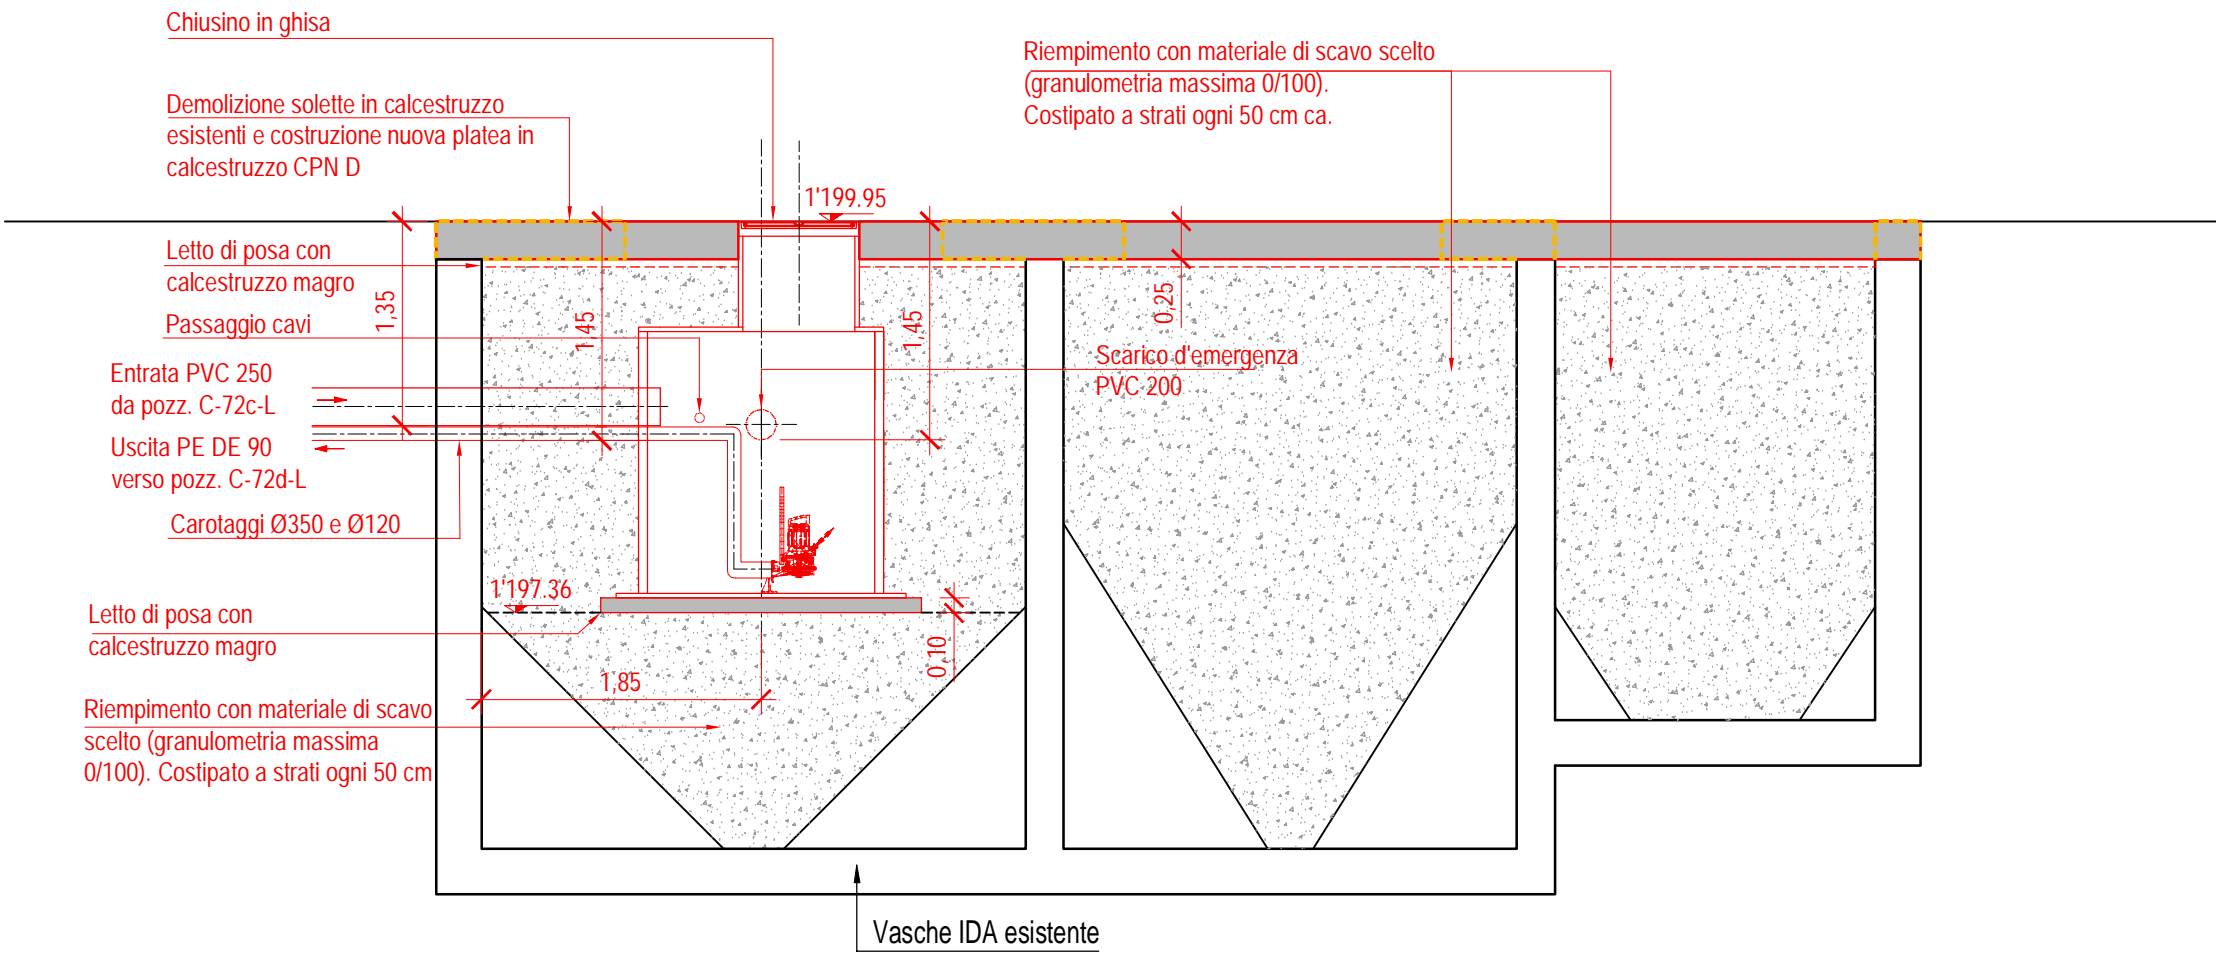 Chiusino in ghisa
Riempimento con materiale di scavo scelto
(granulometria massima 0/100).
Costipato a strati ogni 50 cm ca.
Demolizione solette in calcestruzzo
esistenti e costruzione nuova platea in
calcestruzzo CPN D
1'199.95
Letto di posa con
calcestruzzo magro
1,35
1,45
1,45
0,25
Passaggio cavi
Scarico d'emergenza
PVC 200
Entrata PVC 250
da pozz. C-72c-L
Uscita PE DE 90
verso pozz. C-72d-L
Carotaggi Ø350 e Ø120
1'197.36
Letto di posa con
calcestruzzo magro
0,10
1,85
Riempimento con materiale di scavo
scelto (granulometria massima
0/100). Costipato a strati ogni 50 cm
Vasche IDA esistente